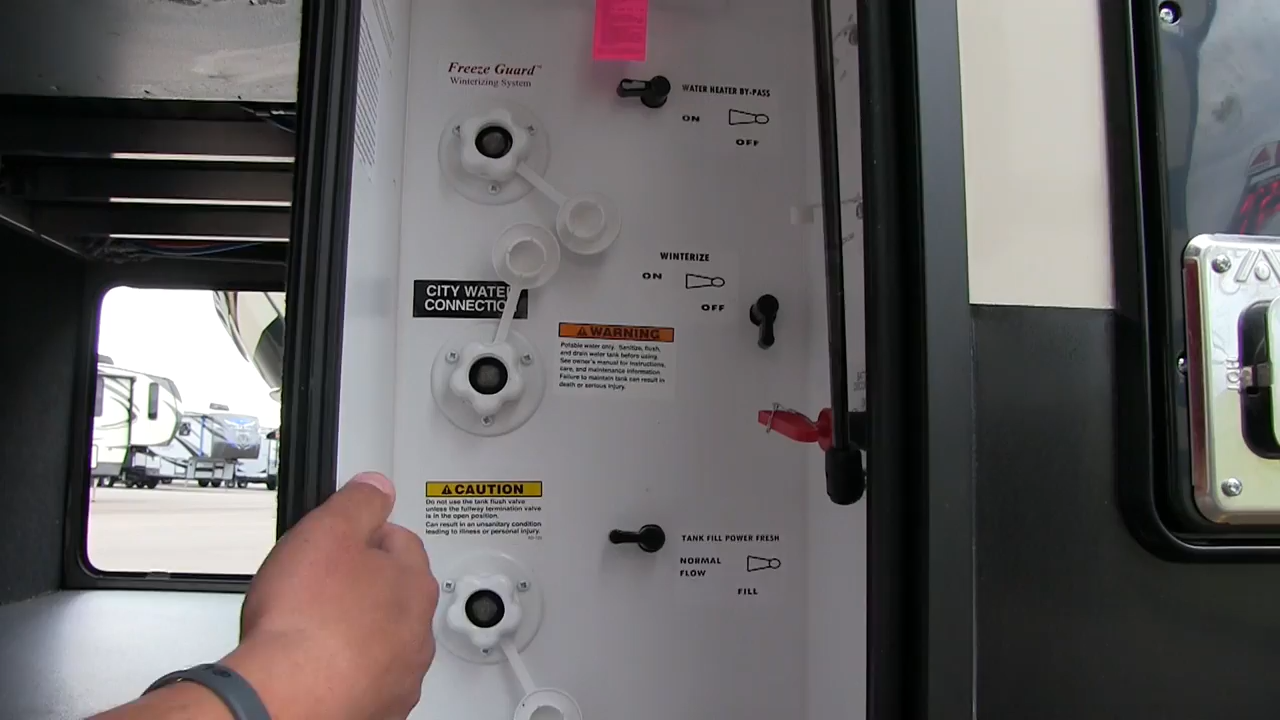 Freeze Guard™
Winterizing System
WATER HEATER BY-PASS
ON
OFF
WINTERIZE
ON
OFF
CITY WATE
CONNECTIO
WARNING
Potable water only. Sanitize, flush,
and drain water tank before using.
See owner's manual for instructions,
care, and maintenance information.
Failure to maintain tank can result in
death or serious injury.
CAUTION
Do not use the tank flush valve
unless the fullway termination valve
is in the open position.
Can result in an unsanitary condition
leading to illness or personal injury.
TANK FILL POWER FRESH
NORMAL
FLOW
FILL